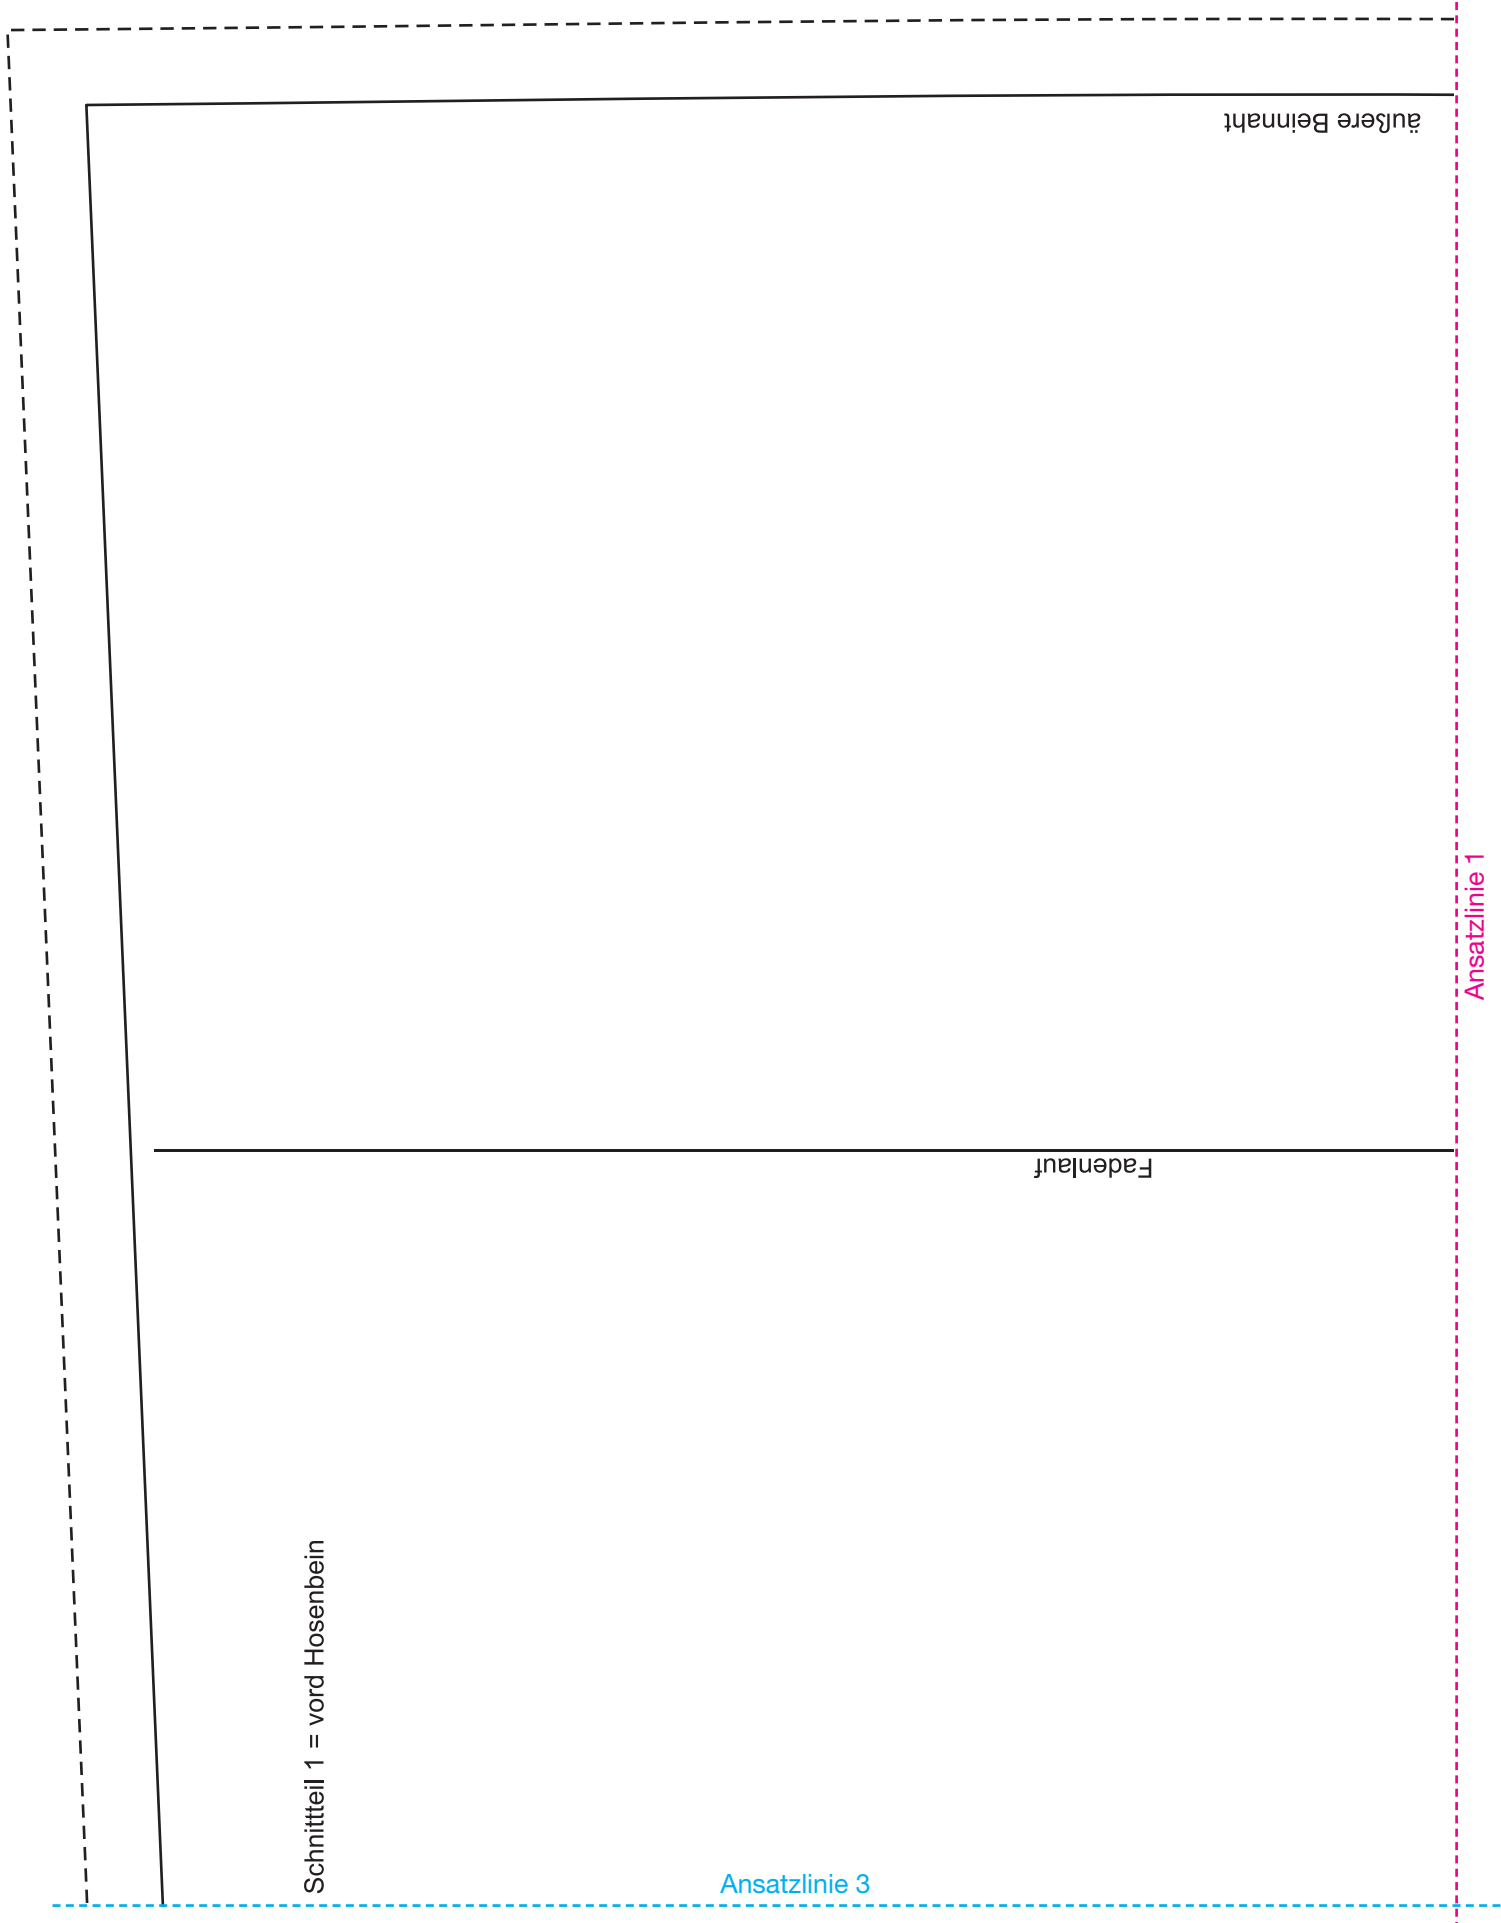 äußere Beinnaht
Ansatzlinie 1
Fadenlauf
Schnittteil 1 = vord Hosenbein
Ansatzlinie 3